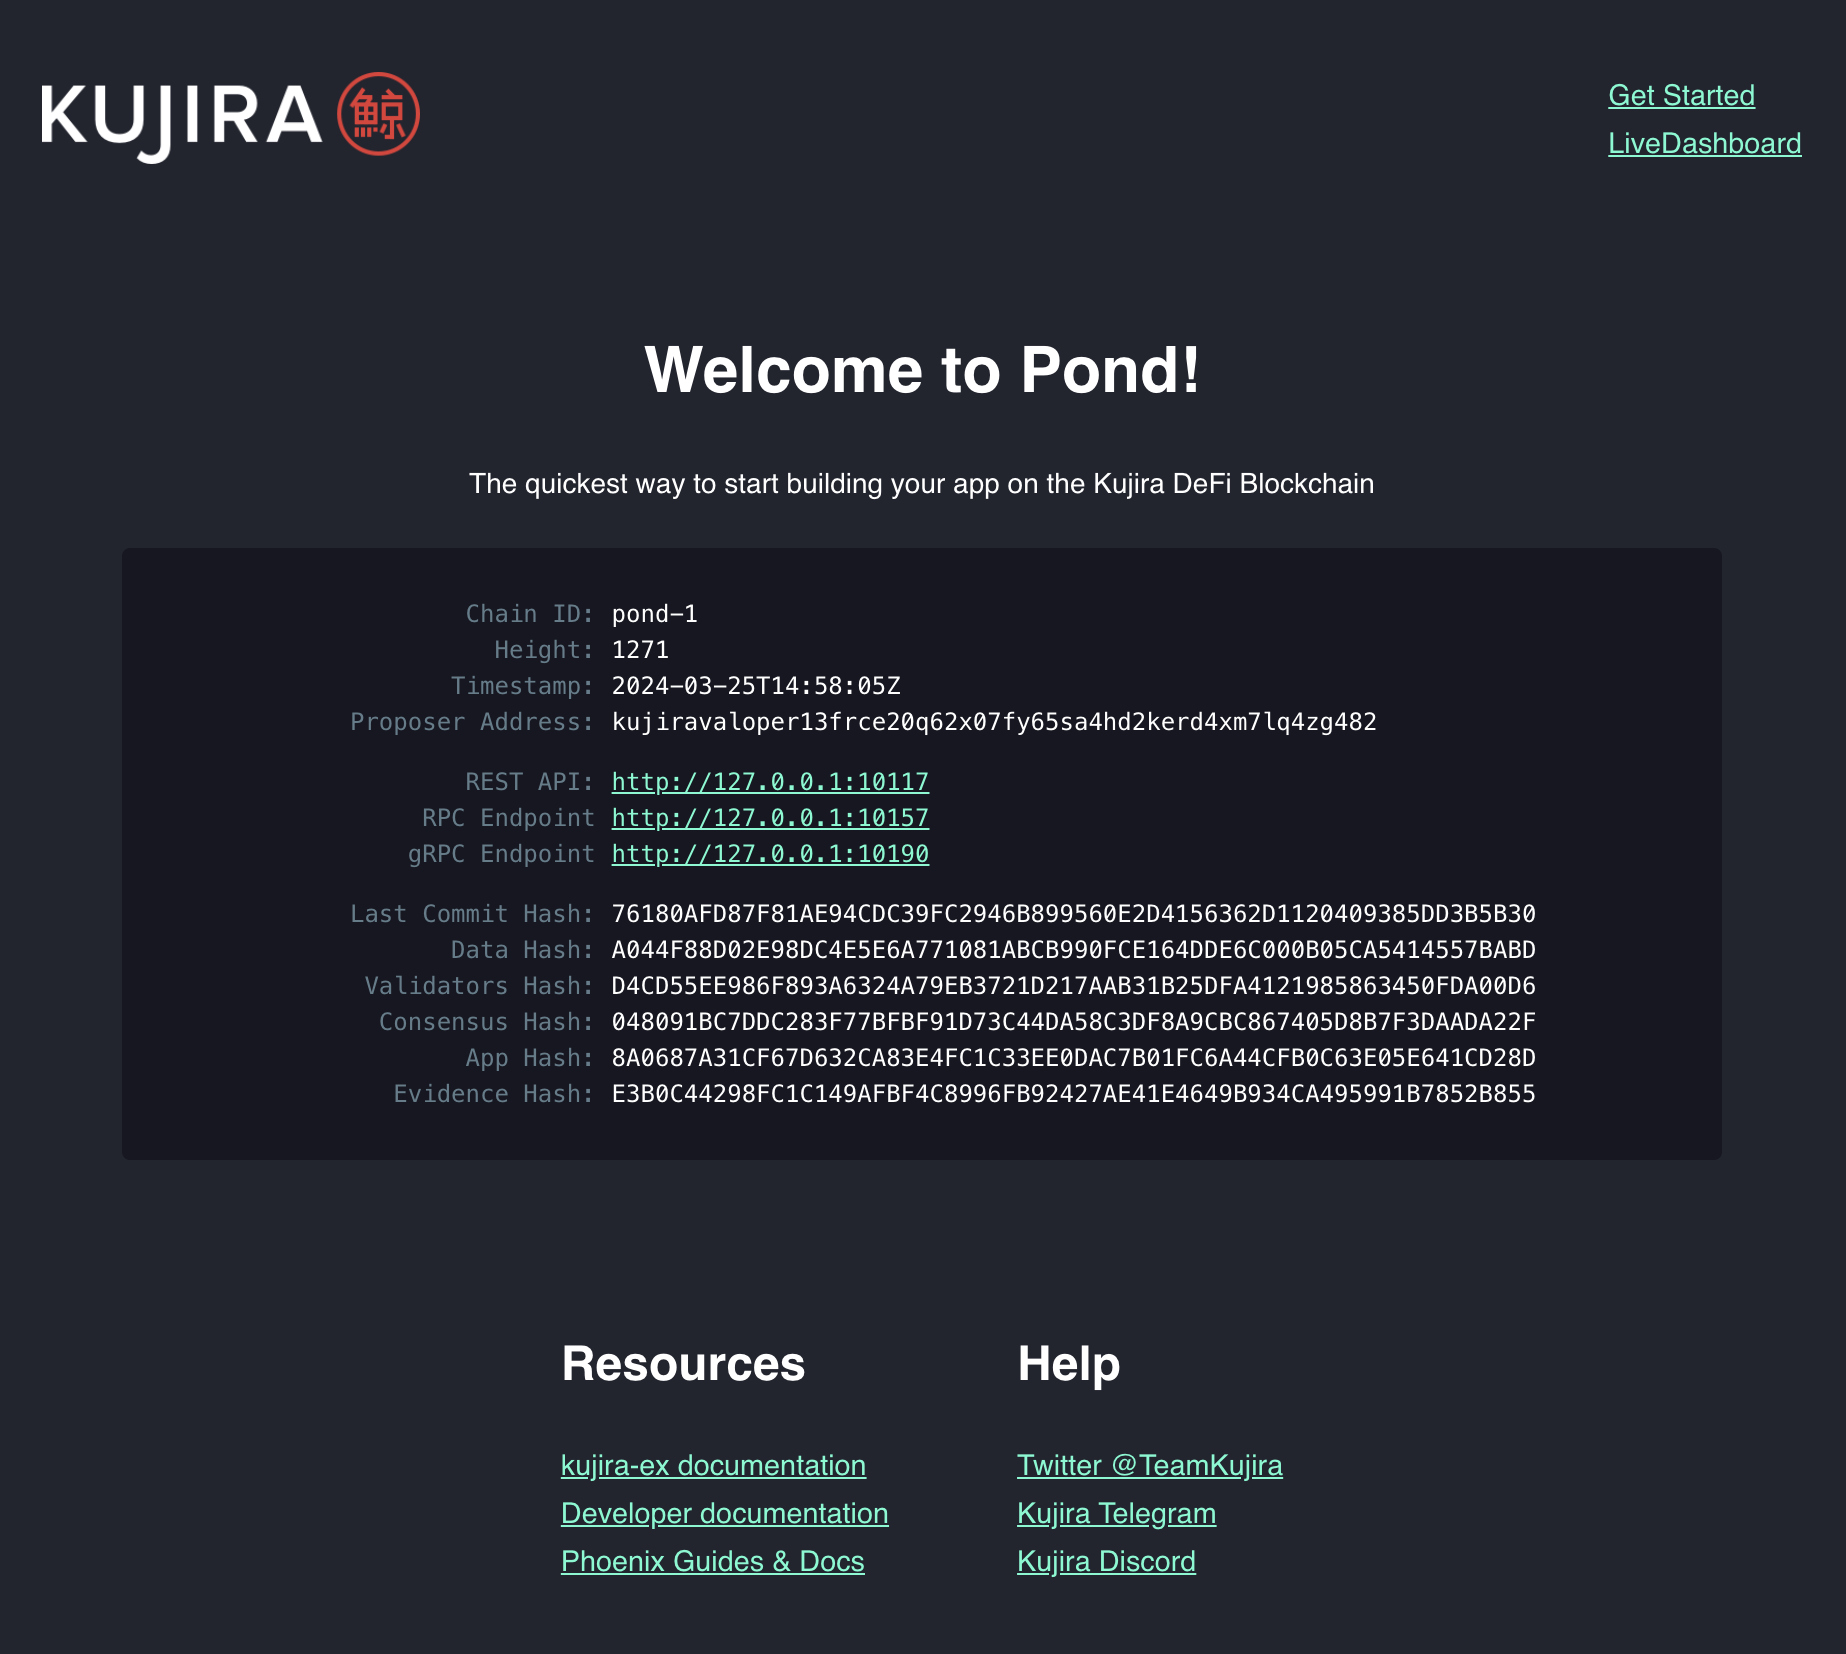 KUJIRA 鯨
Get Started
LiveDashboard
Welcome to Pond!
The quickest way to start building your app on the Kujira DeFi Blockchain
Chain ID: pond-1
Height: 1271
Timestamp: 2024-03-25T14:58:05Z
Proposer Address: kujiravaloper13frce20q62x07fy65sa4hd2kerd4xm7lq4zg482
REST API: http://127.0.0.1:10117
RPC Endpoint http://127.0.0.1:10157
gRPC Endpoint http://127.0.0.1:10190
Last Commit Hash: 76180AFD87F81AE94CDC39FC2946B899560E2D4156362D1120409385DD3B5B30
Data Hash: A044F88D02E98DC4E5E6A771081ABCB990FCE164DDE6C000B05CA5414557BABD
Validators Hash: D4CD55EE986F893A6324A79EB3721D217AAB31B25DFA4121985863450FDA00D6
Consensus Hash: 048091BC7DDC283F77BFBF91D73C44DA58C3DF8A9CBC867405D8B7F3DAADA22F
App Hash: 8A0687A31CF67D632CA83E4FC1C33EE0DAC7B01FC6A44CFB0C63E05E641CD28D
Evidence Hash: E3B0C44298FC1C149AFBF4C8996FB92427AE41E4649B934CA495991B7852B855
Resources
kujira-ex documentation
Developer documentation
Phoenix Guides & Docs
Help
Twitter @TeamKujira
Kujira Telegram
Kujira Discord